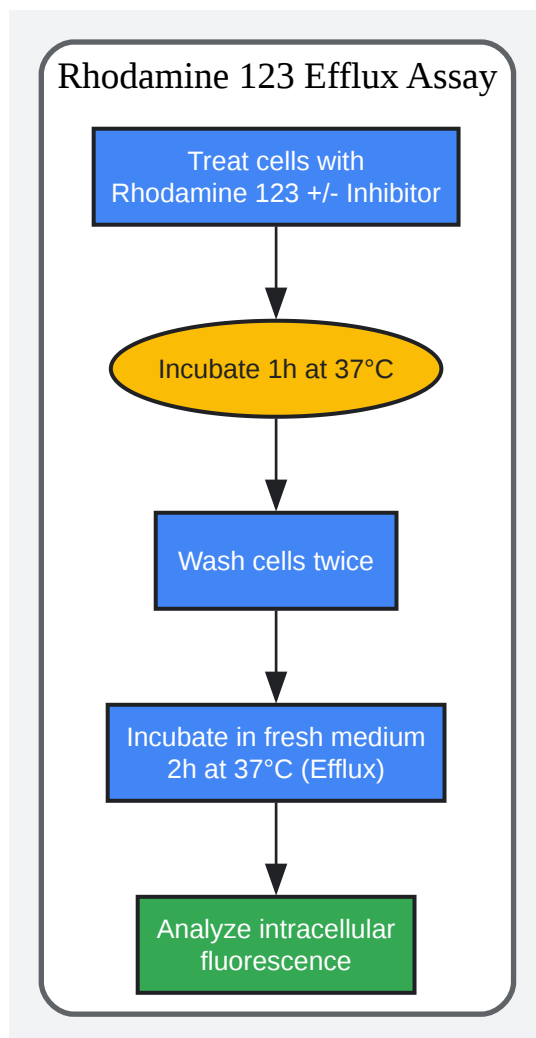 Rhodamine 123 Efflux Assay
Treat cells with
Rhodamine 123 +/- Inhibitor
Incubate 1h at 37°C
Wash cells twice
Incubate in fresh medium
2h at 37°C (Efflux)
Analyze intracellular
fluorescence